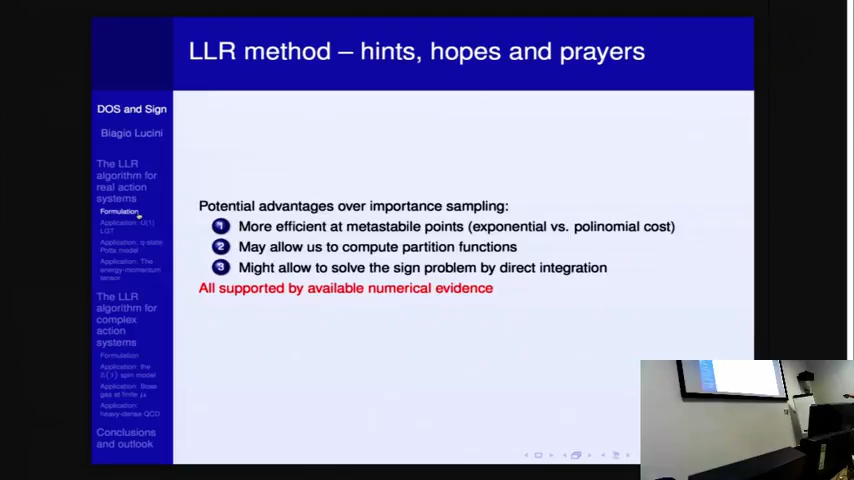 LLR method – hints, hopes and prayers
DOS and Sign
Biagio Lucini
The LLR
algorithm for
real action
systems
Formulation
Application: U(1)
LGT
Application: q-state
Potts model
Application: The
energy-momentum
tensor
The LLR
algorithm for
complex
action
systems
Formulation
Application: the
Z(3) spin model
Application: Bose
gas at finite μ
Application:
heavy-dense QCD
Conclusions
and outlook
Potential advantages over importance sampling:
1 More efficient at metastabile points (exponential vs. polinomial cost)
2 May allow us to compute partition functions
3 Might allow to solve the sign problem by direct integration
All supported by available numerical evidence